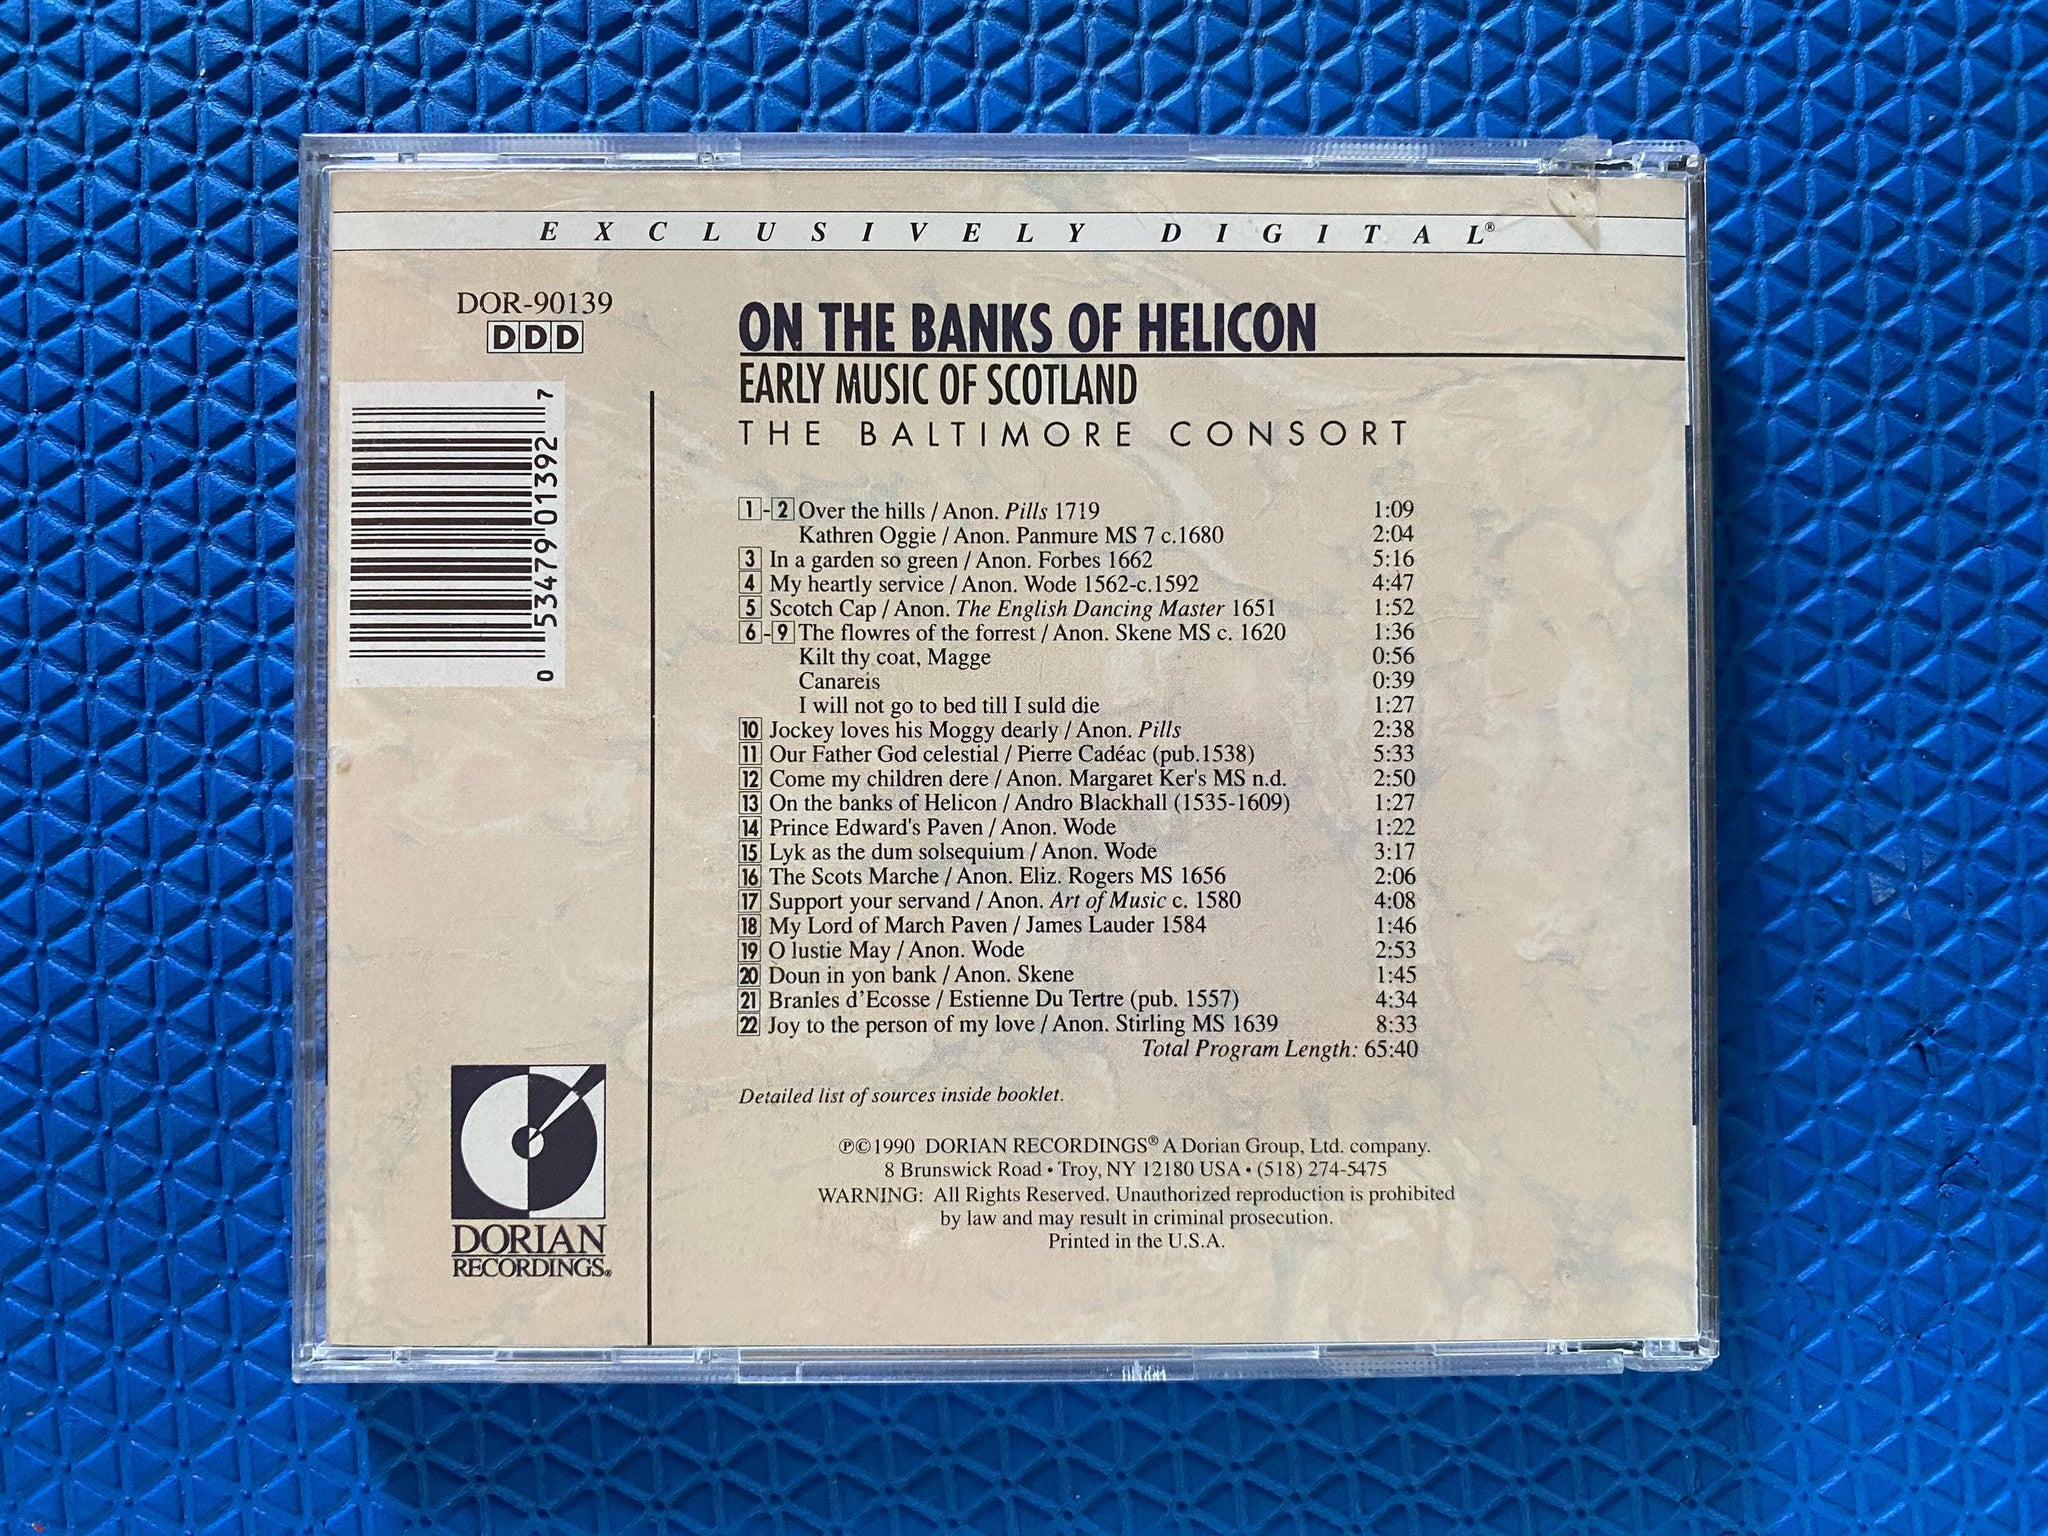 EXCLUSIVELY DIGITAL®
DOR-90139
DDD
0 53479 01392 7
ON THE BANKS OF HELICON
EARLY MUSIC OF SCOTLAND
THE BALTIMORE CONSORT
1-2 Over the hills / Anon. Pills 1719 1:09
Kathren Oggie / Anon. Panmure MS 7 c.1680 2:04
3 In a garden so green / Anon. Forbes 1662 5:16
4 My heartly service / Anon. Wode 1562-c.1592 4:47
5 Scotch Cap / Anon. The English Dancing Master 1651 1:52
6-9 The flowres of the forrest / Anon. Skene MS c. 1620 1:36
Kilt thy coat, Magge 0:56
Canareis 0:39
I will not go to bed till I suld die 1:27
10 Jockey loves his Moggy dearly / Anon. Pills 2:38
11 Our Father God celestial / Pierre Cadéac (pub.1538) 5:33
12 Come my children dere / Anon. Margaret Ker's MS n.d. 2:50
13 On the banks of Helicon / Andro Blackhall (1535-1609) 1:27
14 Prince Edward's Paven / Anon. Wode 1:22
15 Lyk as the dum solsequium / Anon. Wode 3:17
16 The Scots Marche / Anon. Eliz. Rogers MS 1656 2:06
17 Support your servand / Anon. Art of Music c. 1580 4:08
18 My Lord of March Paven / James Lauder 1584 1:46
19 O lustie May / Anon. Wode 2:53
20 Doun in yon bank / Anon. Skene 1:45
21 Branles d'Ecosse / Estienne Du Tertre (pub. 1557) 4:34
22 Joy to the person of my love / Anon. Stirling MS 1639 8:33
Total Program Length: 65:40
Detailed list of sources inside booklet.
℗©1990 DORIAN RECORDINGS® A Dorian Group, Ltd. company.
8 Brunswick Road • Troy, NY 12180 USA • (518) 274-5475
WARNING: All Rights Reserved. Unauthorized reproduction is prohibited
by law and may result in criminal prosecution.
Printed in the U.S.A.
DORIAN
RECORDINGS®